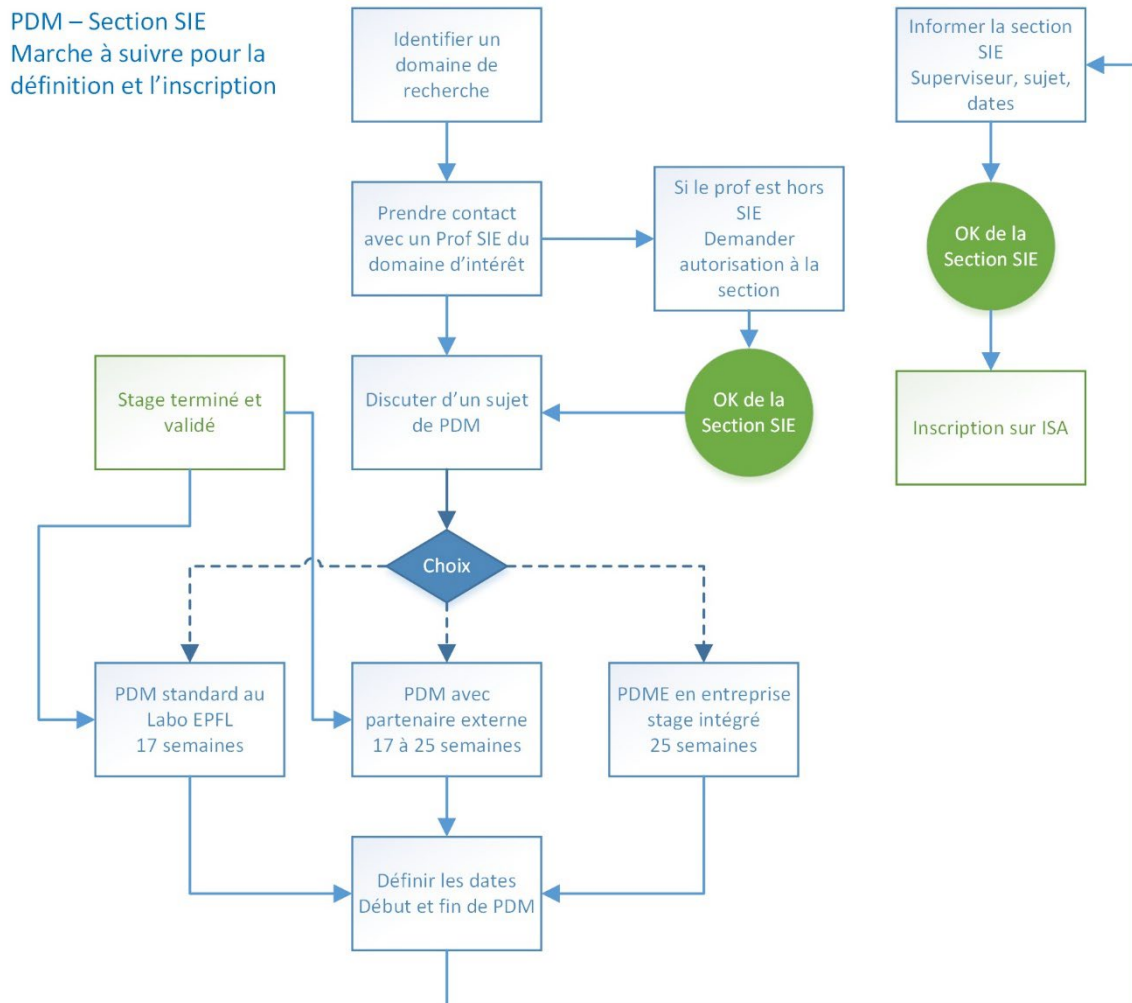 PDM – Section SIE
Marche à suivre pour la
définition et l’inscription
Identifier un
domaine de
recherche
Informer la section
SIE
Superviseur, sujet,
dates
Prendre contact
avec un Prof SIE du
domaine d’intérêt
Si le prof est hors
SIE
Demander
autorisation à la
section
OK de la
Section SIE
Stage terminé et
validé
Discuter d’un sujet
de PDM
OK de la
Section SIE
Inscription sur ISA
Choix
PDM standard au
Labo EPFL
17 semaines
PDM avec
partenaire externe
17 à 25 semaines
PDME en entreprise
stage intégré
25 semaines
Définir les dates
Début et fin de PDM